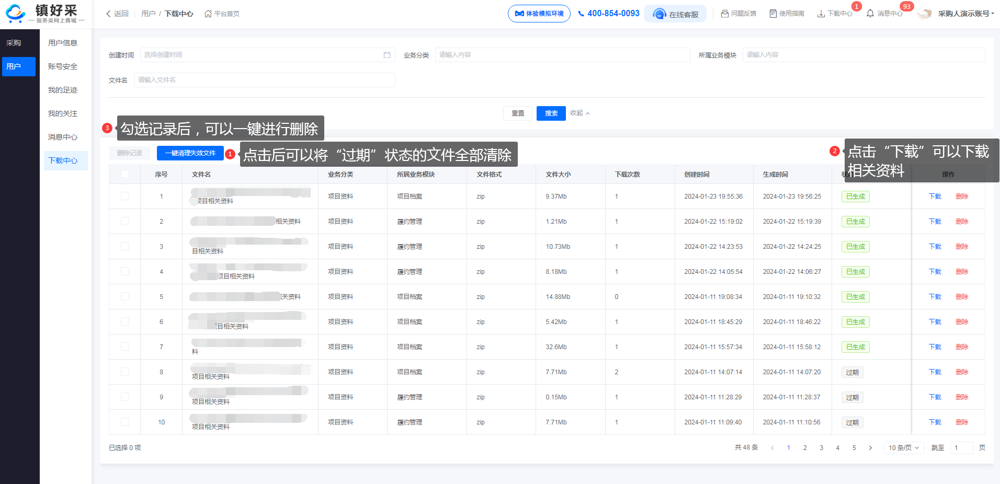 镇好采
服务类网上商城
返回
用户 / 下载中心
平台首页
体验模拟环境
400-854-0093
在线客服
问题反馈
使用指南
下载中心
1
消息中心
93
采购人演示账号
采购
用户
用户信息
账号安全
我的足迹
我的关注
消息中心
下载中心
创建时间 选择创建时间
业务分类 请输入内容
所属业务模块 请输入内容
文件名 请输入文件名
重置 搜索 收起
3 勾选记录后，可以一键进行删除
删除记录 一键清理失效文件
1 点击后可以将“过期”状态的文件全部清除
2 点击“下载”可以下载
相关资料
序号 文件名 业务分类 所属业务模块 文件格式 文件大小 下载次数 创建时间 生成时间 操作
1 项目相关资料 项目资料 项目档案 zip 9.37Mb 1 2024-01-23 19:55:36 2024-01-23 19:56:25 已生成 下载 删除
2 相关资料 项目资料 履约管理 zip 1.21Mb 1 2024-01-22 15:19:02 2024-01-22 15:19:39 已生成 下载 删除
3 目相关资料 项目资料 履约管理 zip 10.73Mb 1 2024-01-22 14:23:53 2024-01-22 14:24:25 已生成 下载 删除
4 项目相关资料 项目资料 履约管理 zip 8.18Mb 1 2024-01-22 14:05:54 2024-01-22 14:06:27 已生成 下载 删除
5 关资料 项目资料 项目档案 zip 14.88Mb 0 2024-01-11 19:08:34 2024-01-11 19:10:32 已生成 下载 删除
6 项目相关资料 项目资料 项目档案 zip 5.42Mb 1 2024-01-11 18:45:29 2024-01-11 18:46:22 已生成 下载 删除
7 料 项目资料 项目档案 zip 32.6Mb 1 2024-01-11 15:57:34 2024-01-11 15:58:12 已生成 下载 删除
8 项目相关资料 项目资料 项目档案 zip 7.71Mb 2 2024-01-11 14:07:14 2024-01-11 14:07:20 过期 下载 删除
9 项目相关资料 项目资料 履约管理 zip 0.15Mb 1 2024-01-11 11:28:29 2024-01-11 11:28:37 过期 下载 删除
10 项目相关资料 项目资料 履约管理 zip 7.71Mb 1 2024-01-11 11:09:40 2024-01-11 11:10:56 过期 下载 删除
已选择 0 项
共 48 条 1 2 3 4 5 10 条/页 跳至 1 页